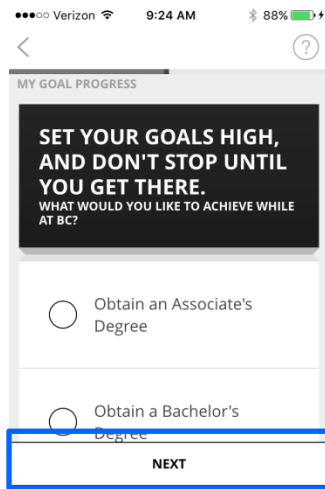 Verizon 9:24 AM 88%
?
MY GOAL PROGRESS
SET YOUR GOALS HIGH,
AND DON'T STOP UNTIL
YOU GET THERE.
WHAT WOULD YOU LIKE TO ACHIEVE WHILE
AT BC?
Obtain an Associate's
Degree
Obtain a Bachelor's
Degree
NEXT